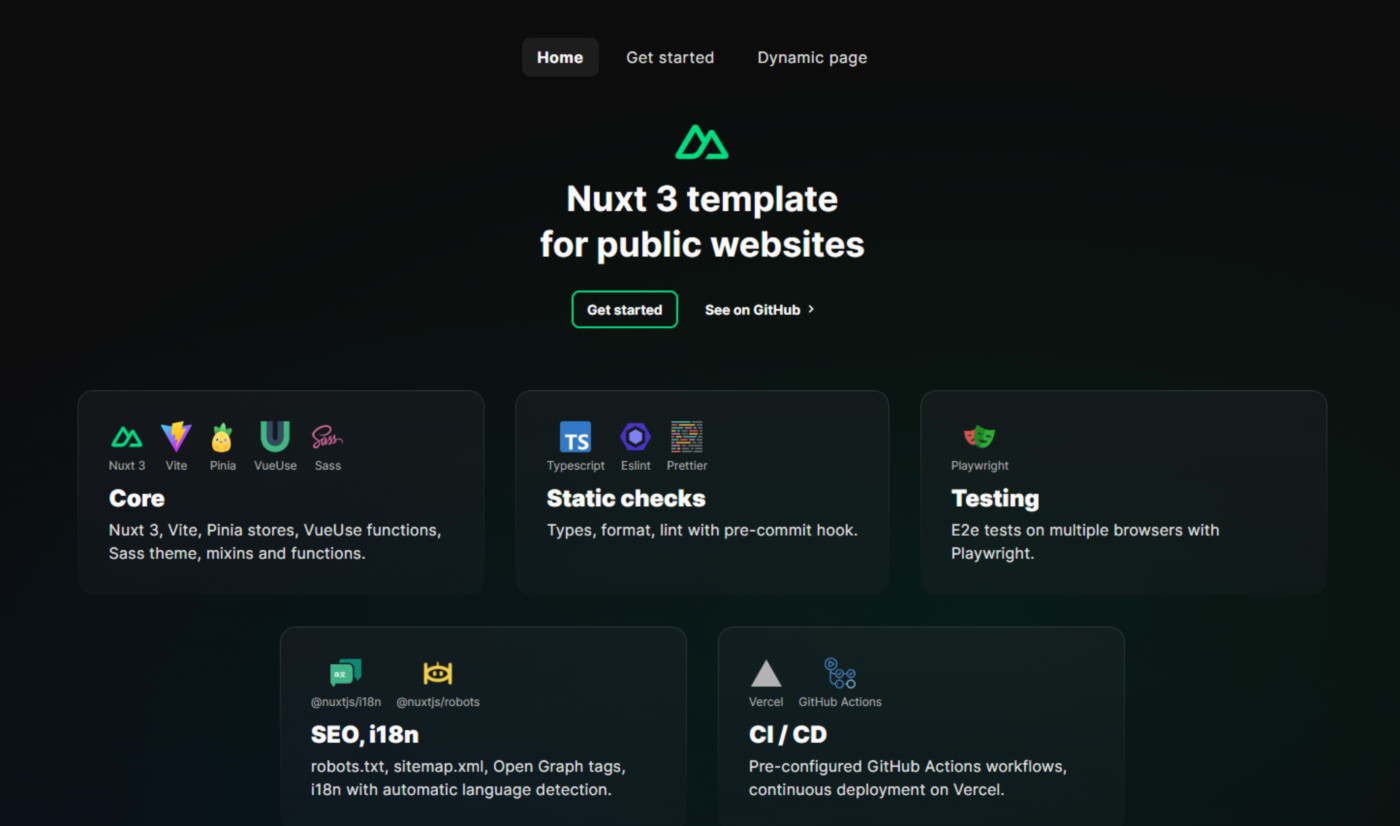 Home Get started Dynamic page
Nuxt 3 template
for public websites
Get started See on GitHub
Nuxt 3 Vite Pinia VueUse Sass
Core
Nuxt 3, Vite, Pinia stores, VueUse functions,
Sass theme, mixins and functions.
TS
Typescript Eslint Prettier
Static checks
Types, format, lint with pre-commit hook.
Playwright
Testing
E2e tests on multiple browsers with
Playwright.
@nuxtjs/i18n @nuxtjs/robots
SEO, i18n
robots.txt, sitemap.xml, Open Graph tags,
i18n with automatic language detection.
Vercel GitHub Actions
CI / CD
Pre-configured GitHub Actions workflows,
continuous deployment on Vercel.